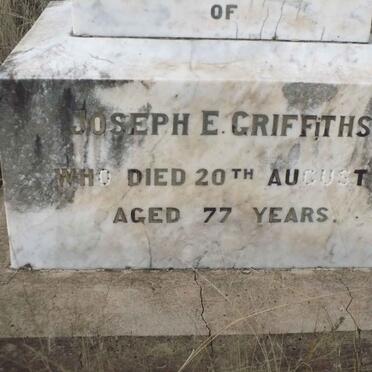 OF
JOSEPH E. GRIFFITHS
WHO DIED 20TH AUGUST
AGED 77 YEARS.